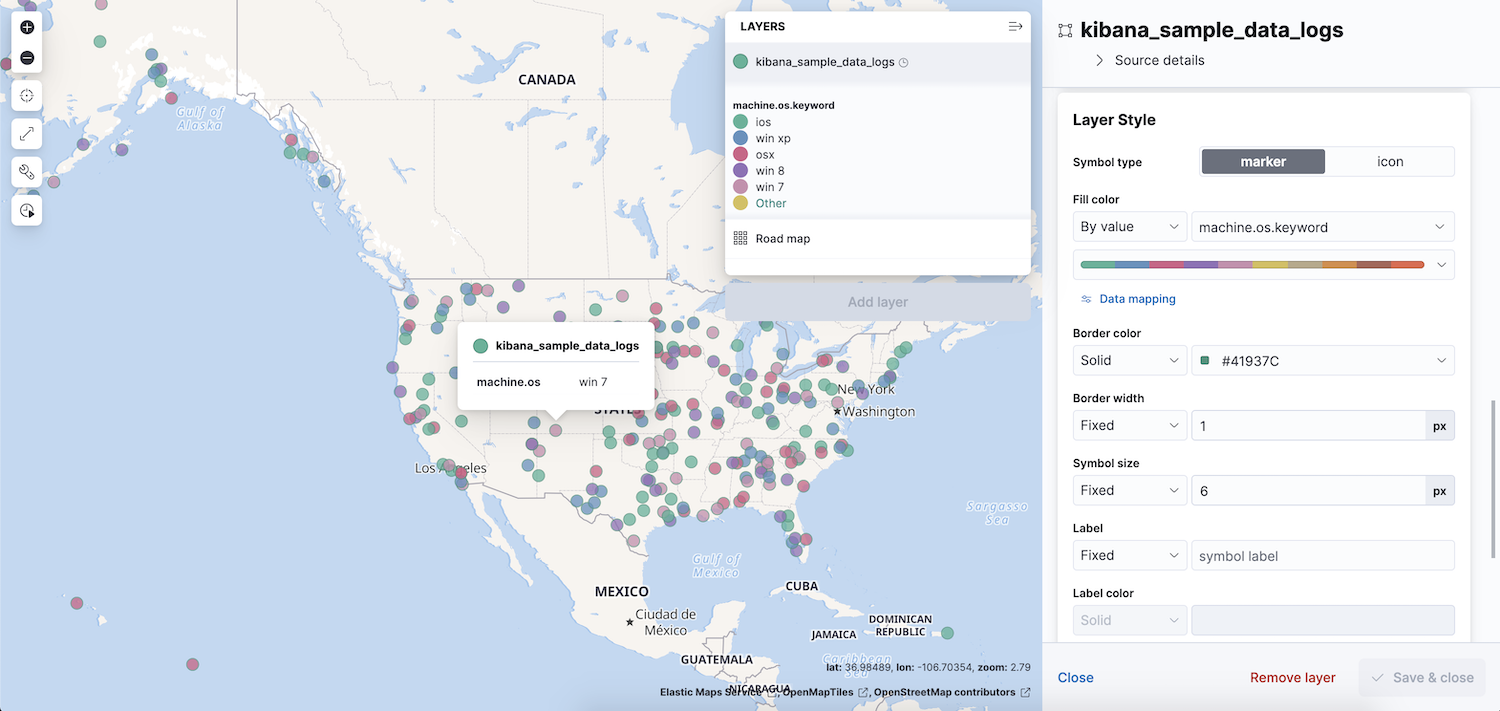 CANADA
Gulf of
Alaska
STATES
New York
Washington
Los Angeles
Sargasso
Sea
Gulf of
Mexico
MEXICO
Ciudad de
México
CUBA
DOMINICAN
REPUBLIC
JAMAICA
GUATEMALA
Caribbean
Sea
NICARAGUA
lat: 36.98489, lon: -106.70354, zoom: 2.79
Elastic Maps Service , OpenMapTiles , OpenStreetMap contributors
kibana_sample_data_logs
machine.os win 7
LAYERS
kibana_sample_data_logs
machine.os.keyword
ios
win xp
osx
win 8
win 7
Other
Road map
Add layer
kibana_sample_data_logs
Source details
Layer Style
Symbol type marker icon
Fill color
By value machine.os.keyword
Data mapping
Border color
Solid #41937C
Border width
Fixed 1 px
Symbol size
Fixed 6 px
Label
Fixed symbol label
Label color
Solid
Close Remove layer Save & close